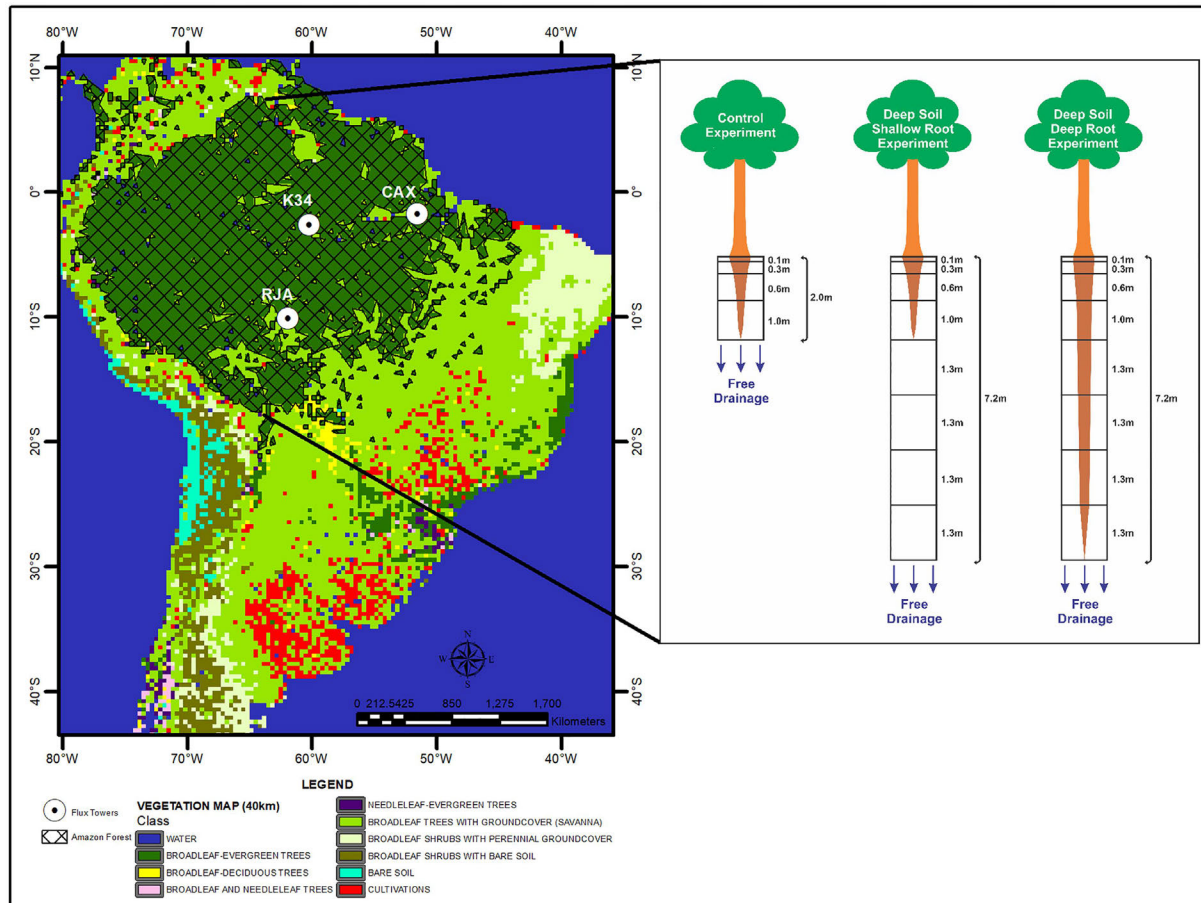 80°W 70°W 60°W 50°W 40°W
10°N
0°
10°S
20°S
30°S
40°S
10°N
0°
10°S
20°S
30°S
40°S
K34
CAX
RJA
N
W E
S
0 212.5425 850 1,275 1,700
Kilometers
80°W 70°W 60°W 50°W 40°W
Control
Experiment
0.1m
0.3m
0.6m
1.0m
2.0m
Free
Drainage
Deep Soil
Shallow Root
Experiment
0.1m
0.3m
0.6m
1.0m
1.3m
1.3m
1.3m
1.3m
7.2m
Free
Drainage
Deep Soil
Deep Root
Experiment
0.1m
0.3m
0.6m
1.0m
1.3m
1.3m
1.3m
1.3m
7.2m
Free
Drainage
LEGEND
Flux Towers
Amazon Forest
VEGETATION MAP (40km)
Class
WATER
BROADLEAF-EVERGREEN TREES
BROADLEAF-DECIDUOUS TREES
BROADLEAF AND NEEDLELEAF TREES
NEEDLELEAF-EVERGREEN TREES
BROADLEAF TREES WITH GROUNDCOVER (SAVANNA)
BROADLEAF SHRUBS WITH PERENNIAL GROUNDCOVER
BROADLEAF SHRUBS WITH BARE SOIL
BARE SOIL
CULTIVATIONS